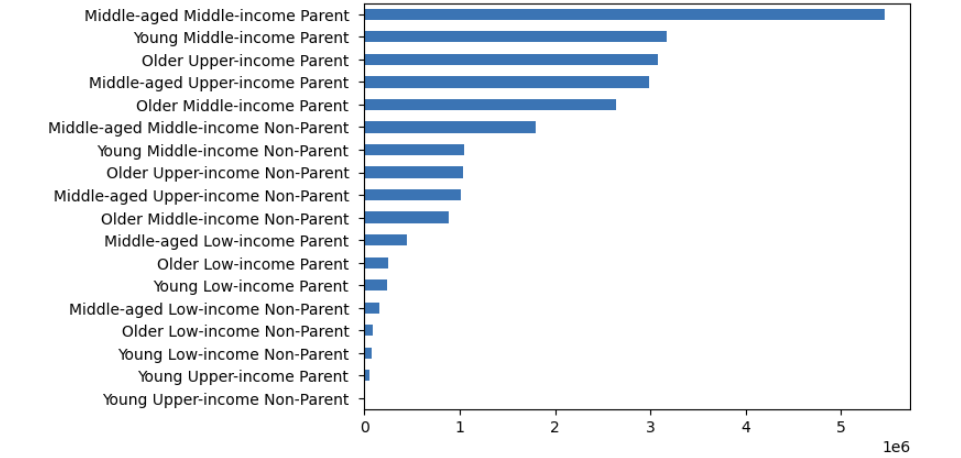 Middle-aged Middle-income Parent
Young Middle-income Parent
Older Upper-income Parent
Middle-aged Upper-income Parent
Older Middle-income Parent
Middle-aged Middle-income Non-Parent
Young Middle-income Non-Parent
Older Upper-income Non-Parent
Middle-aged Upper-income Non-Parent
Older Middle-income Non-Parent
Middle-aged Low-income Parent
Older Low-income Parent
Young Low-income Parent
Middle-aged Low-income Non-Parent
Older Low-income Non-Parent
Young Low-income Non-Parent
Young Upper-income Parent
Young Upper-income Non-Parent
0 1 2 3 4 5
1e6